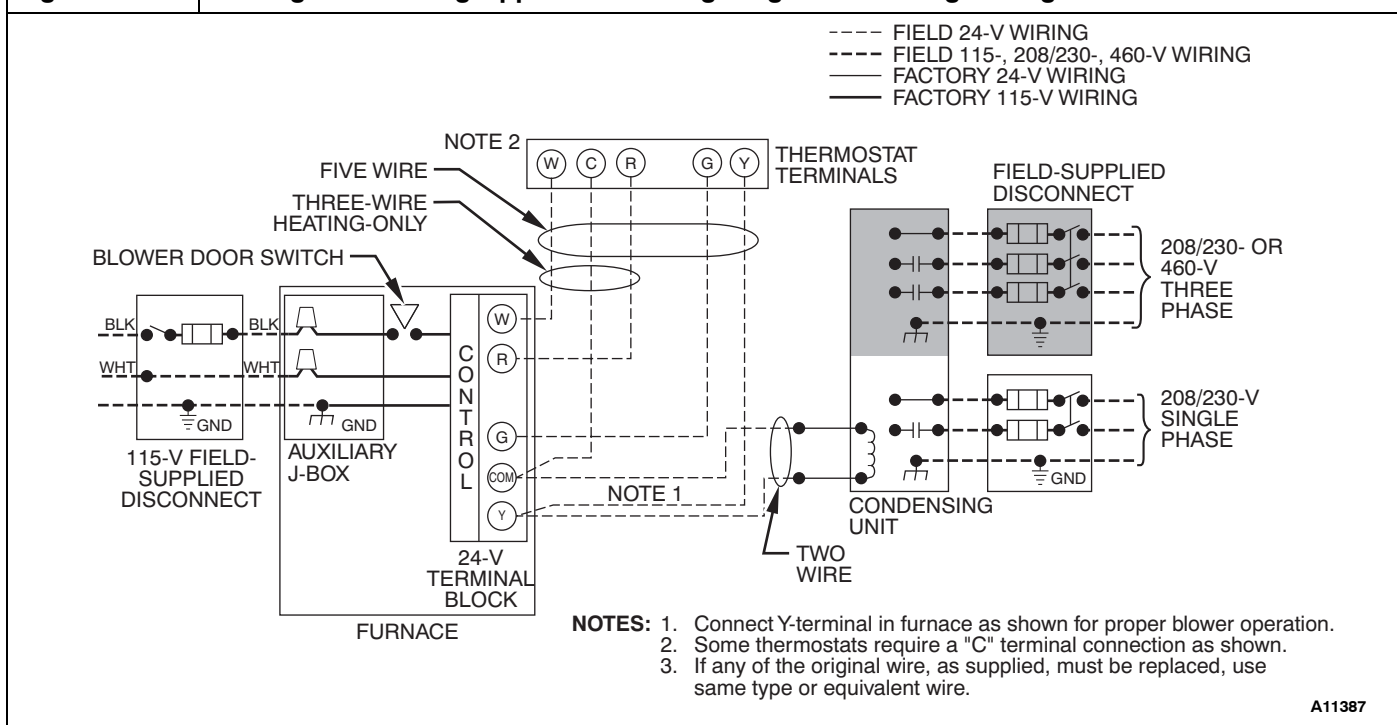 FIELD 24-V WIRING
FIELD 115-, 208/230-, 460-V WIRING
FACTORY 24-V WIRING
FACTORY 115-V WIRING
NOTE 2
W C R G Y
THERMOSTAT
TERMINALS
FIVE WIRE
THREE-WIRE
HEATING-ONLY
BLOWER DOOR SWITCH
FIELD-SUPPLIED
DISCONNECT
208/230- OR
460-V
THREE
PHASE
BLK
BLK
WHT
WHT
GND
GND
CONTROL
W
R
G
COM
Y
NOTE 1
115-V FIELD-
SUPPLIED
DISCONNECT
AUXILIARY
J-BOX
24-V
TERMINAL
BLOCK
FURNACE
TWO
WIRE
CONDENSING
UNIT
GND
208/230-V
SINGLE
PHASE
NOTES: 1. Connect Y-terminal in furnace as shown for proper blower operation.
2. Some thermostats require a "C" terminal connection as shown.
3. If any of the original wire, as supplied, must be replaced, use
same type or equivalent wire.
A11387